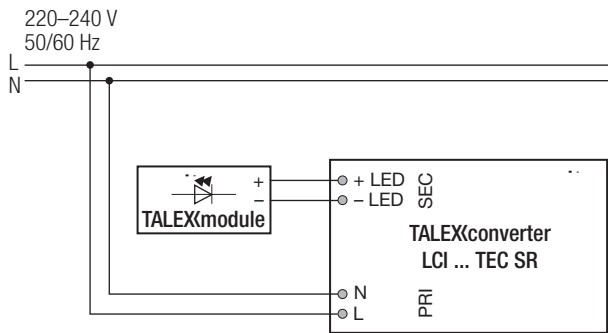 220–240 V
50/60 Hz
L
N
+
–
TALEXmodule
+ LED
– LED
SEC
TALEXconverter
LCI ... TEC SR
N
L
PRI